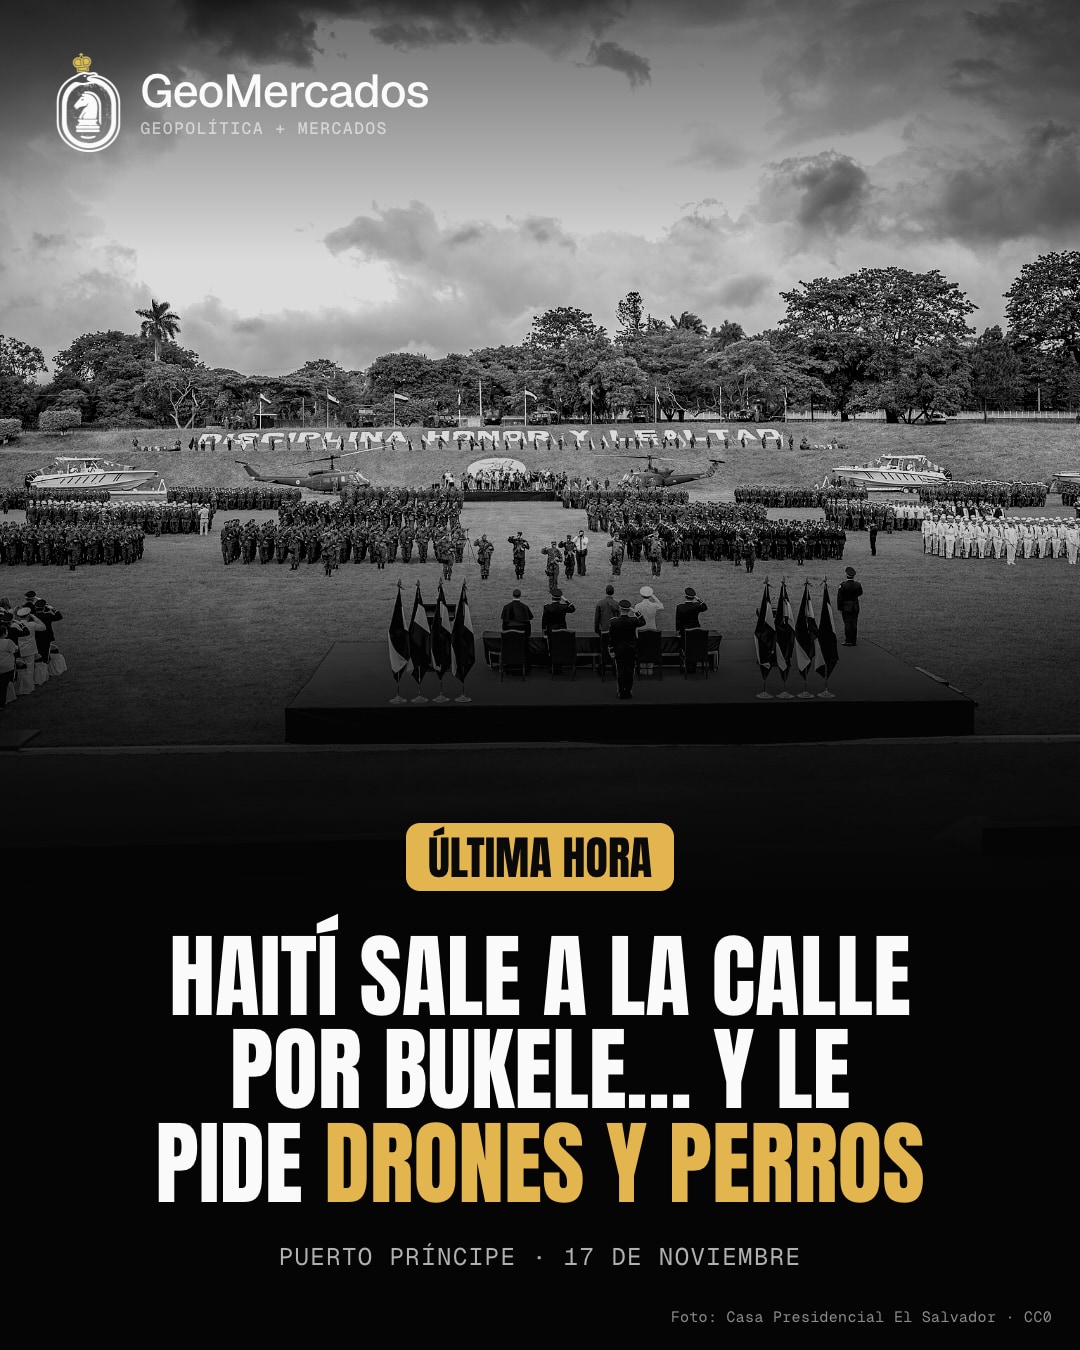 GeoMercados
GEOPOLÍTICA + MERCADOS
DISCIPLINA HONOR Y LEALTAD
ÚLTIMA HORA
HAITÍ SALE A LA CALLE
POR BUKELE... Y LE
PIDE DRONES Y PERROS
PUERTO PRÍNCIPE · 17 DE NOVIEMBRE
Foto: Casa Presidencial El Salvador · CC0